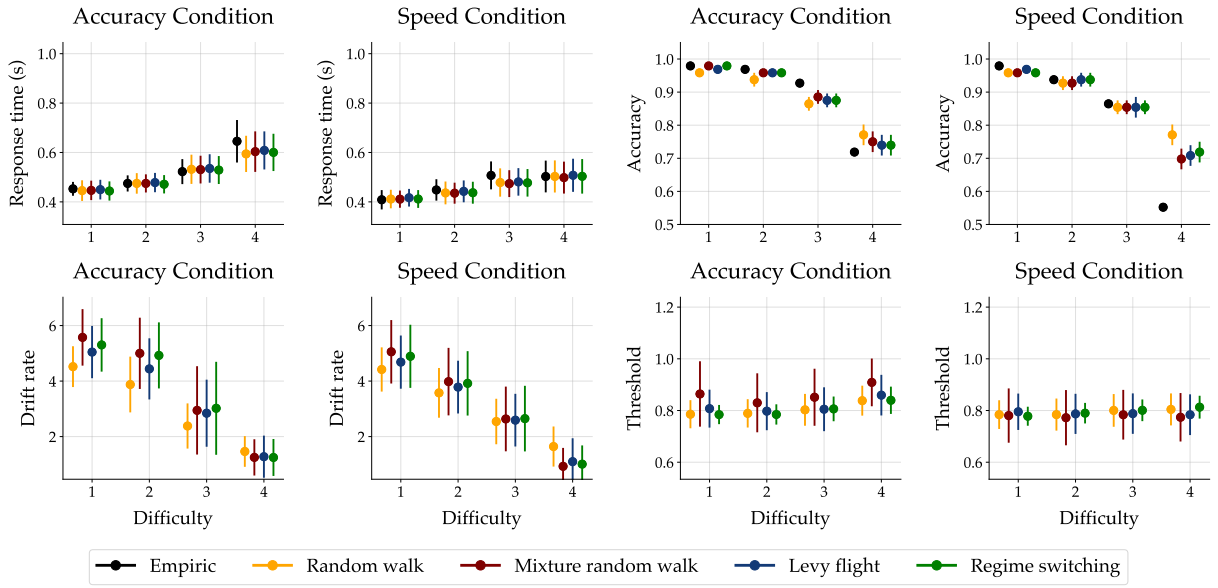 Accuracy Condition
Speed Condition
Accuracy Condition
Speed Condition
Response time (s)
1.0
0.8
0.6
0.4
1 2 3 4
Response time (s)
1.0
0.8
0.6
0.4
1 2 3 4
Accuracy
1.0
0.9
0.8
0.7
0.6
0.5
1 2 3 4
Accuracy
1.0
0.9
0.8
0.7
0.6
0.5
1 2 3 4
Accuracy Condition
Speed Condition
Accuracy Condition
Speed Condition
Drift rate
6
4
2
1 2 3 4
Difficulty
Drift rate
6
4
2
1 2 3 4
Difficulty
Threshold
1.2
1.0
0.8
0.6
1 2 3 4
Difficulty
Threshold
1.2
1.0
0.8
0.6
1 2 3 4
Difficulty
Empiric Random walk Mixture random walk Levy flight Regime switching